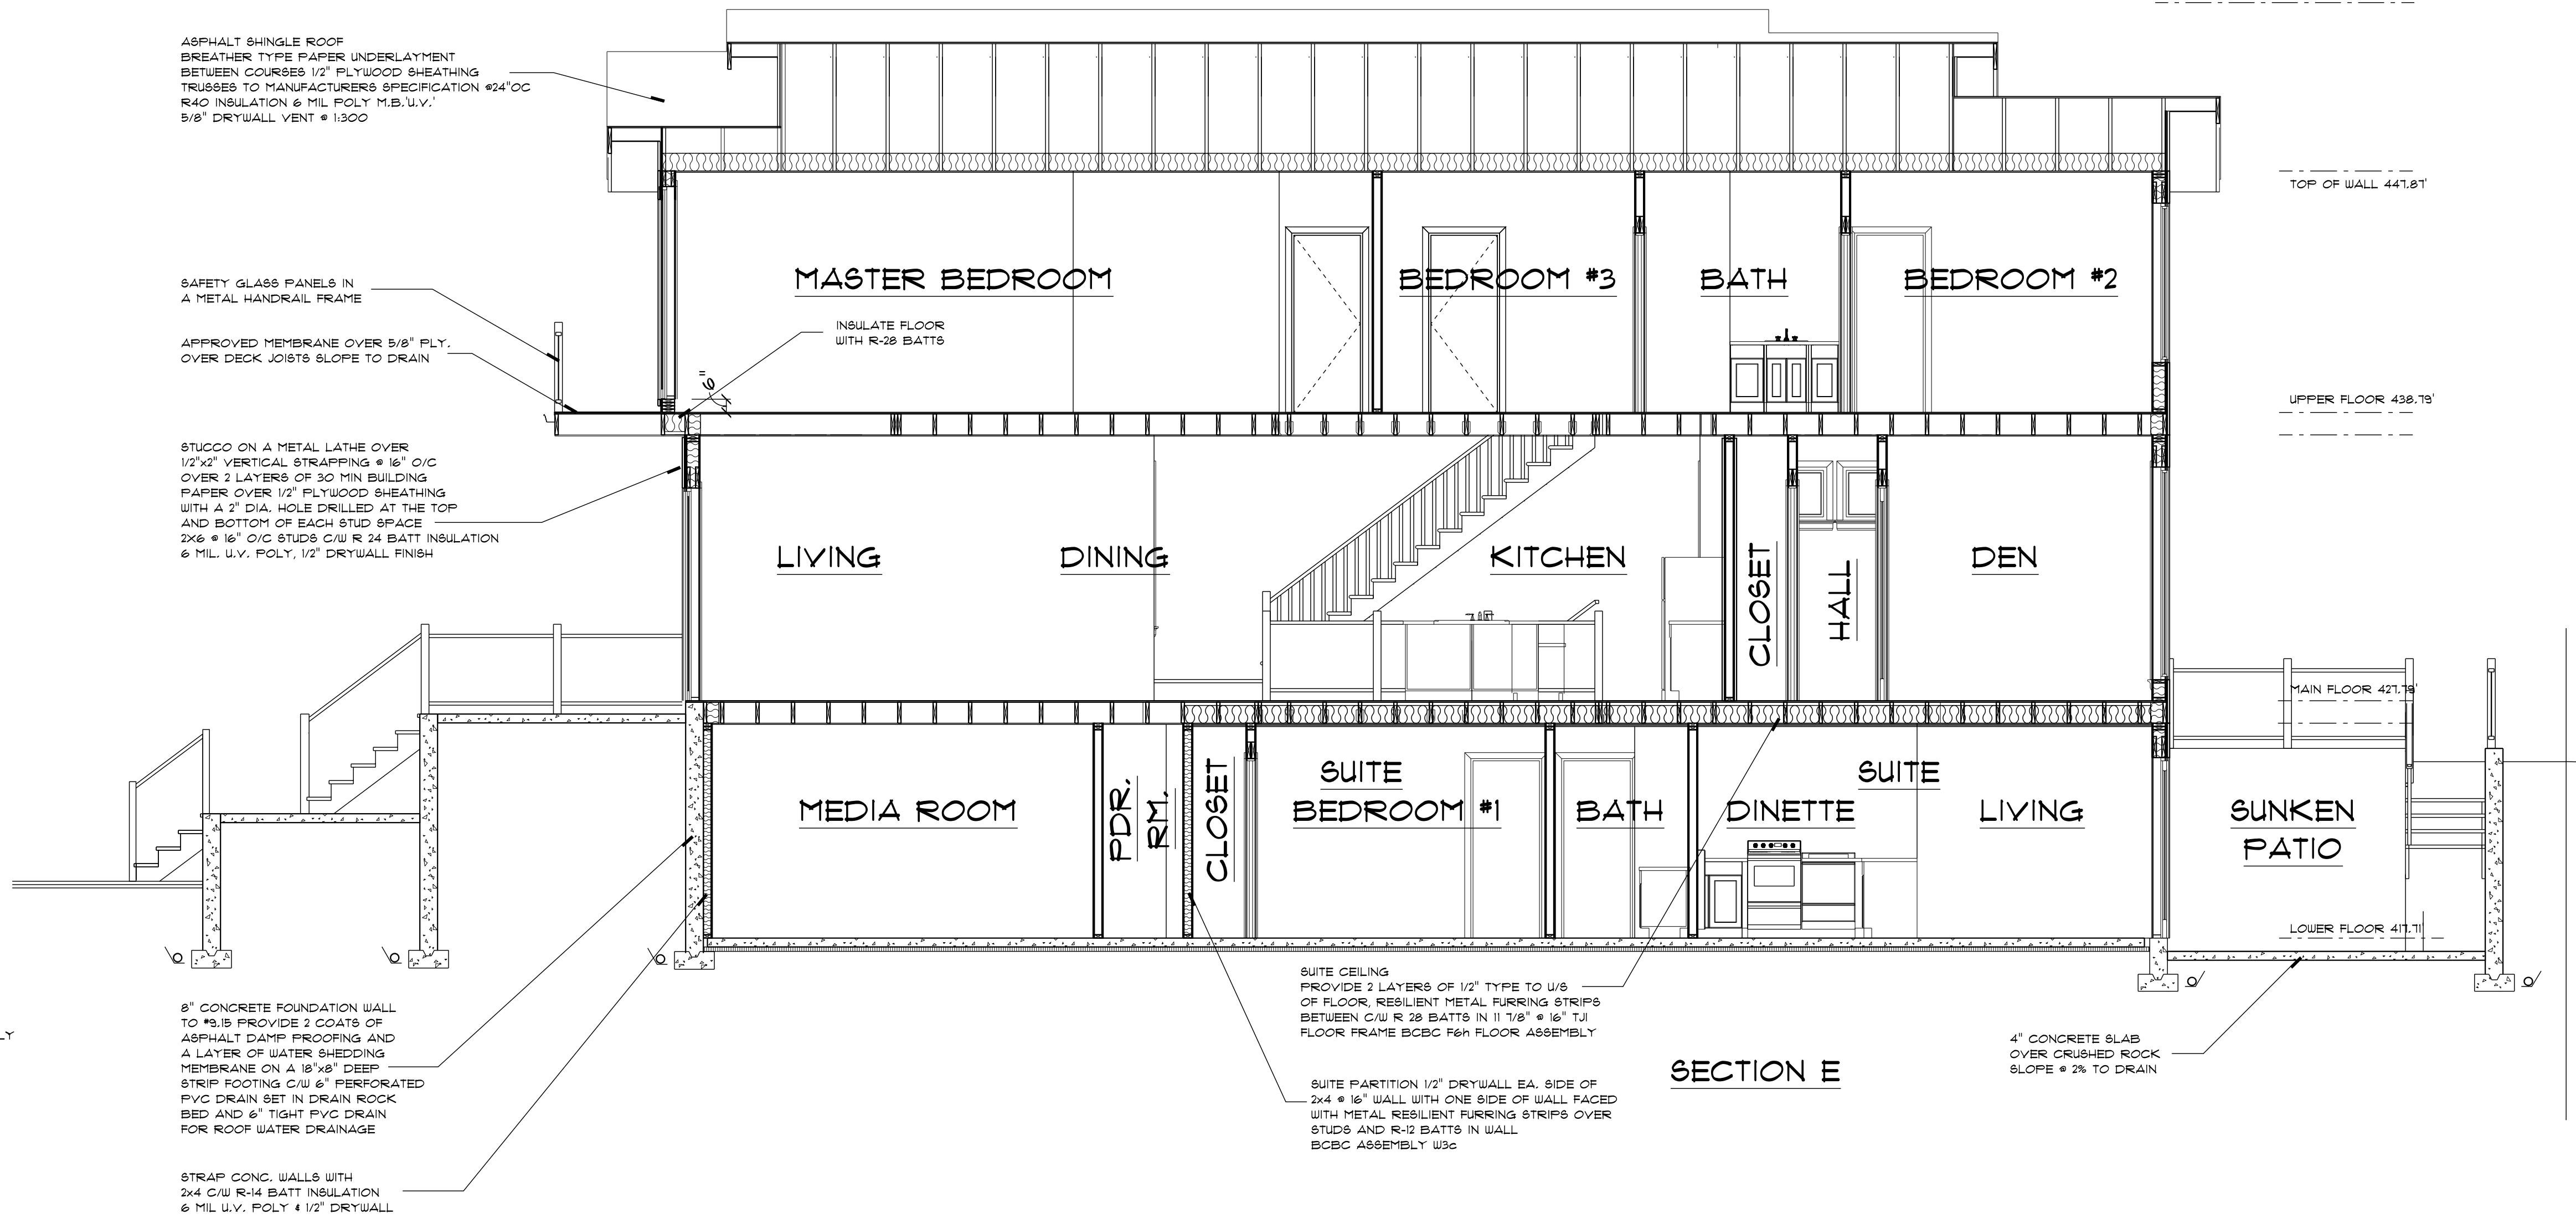 ASPHALT SHINGLE ROOF
BREATHER TYPE PAPER UNDERLAYMENT
BETWEEN COURSES 1/2" PLYWOOD SHEATHING
TRUSSES TO MANUFACTURERS SPECIFICATION @24"OC
R40 INSULATION 6 MIL POLY M.B.'U.V.'
5/8" DRYWALL VENT @ 1:300
TOP OF WALL 447.87'
SAFETY GLASS PANELS IN
A METAL HANDRAIL FRAME
MASTER BEDROOM
BEDROOM #3
BATH
BEDROOM #2
INSULATE FLOOR
WITH R-28 BATTS
APPROVED MEMBRANE OVER 5/8" PLY.
OVER DECK JOISTS SLOPE TO DRAIN
6"
UPPER FLOOR 438.79'
STUCCO ON A METAL LATHE OVER
1/2"x2" VERTICAL STRAPPING @ 16" O/C
OVER 2 LAYERS OF 30 MIN BUILDING
PAPER OVER 1/2" PLYWOOD SHEATHING
WITH A 2" DIA. HOLE DRILLED AT THE TOP
AND BOTTOM OF EACH STUD SPACE
2X6 @ 16" O/C STUDS C/W R 24 BATT INSULATION
6 MIL. U.V. POLY, 1/2" DRYWALL FINISH
LIVING
DINING
KITCHEN
CLOSET
HALL
DEN
MAIN FLOOR 427.79'
MEDIA ROOM
PDR.
RM.
CLOSET
SUITE
BEDROOM #1
BATH
DINETTE
SUITE
LIVING
SUNKEN
PATIO
LOWER FLOOR 417.71'
8" CONCRETE FOUNDATION WALL
TO #9.15 PROVIDE 2 COATS OF
ASPHALT DAMP PROOFING AND
A LAYER OF WATER SHEDDING
MEMBRANE ON A 18"x8" DEEP
STRIP FOOTING C/W 6" PERFORATED
PVC DRAIN SET IN DRAIN ROCK
BED AND 6" TIGHT PVC DRAIN
FOR ROOF WATER DRAINAGE
LY
SUITE CEILING
PROVIDE 2 LAYERS OF 1/2" TYPE TO U/S
OF FLOOR, RESILIENT METAL FURRING STRIPS
BETWEEN C/W R 28 BATTS IN 11 7/8" @ 16" TJI
FLOOR FRAME BCBC F6h FLOOR ASSEMBLY
4" CONCRETE SLAB
OVER CRUSHED ROCK
SLOPE @ 2% TO DRAIN
SECTION E
SUITE PARTITION 1/2" DRYWALL EA. SIDE OF
2x4 @ 16" WALL WITH ONE SIDE OF WALL FACED
WITH METAL RESILIENT FURRING STRIPS OVER
STUDS AND R-12 BATTS IN WALL
BCBC ASSEMBLY W3c
STRAP CONC. WALLS WITH
2x4 C/W R-14 BATT INSULATION
6 MIL U.V. POLY & 1/2" DRYWALL